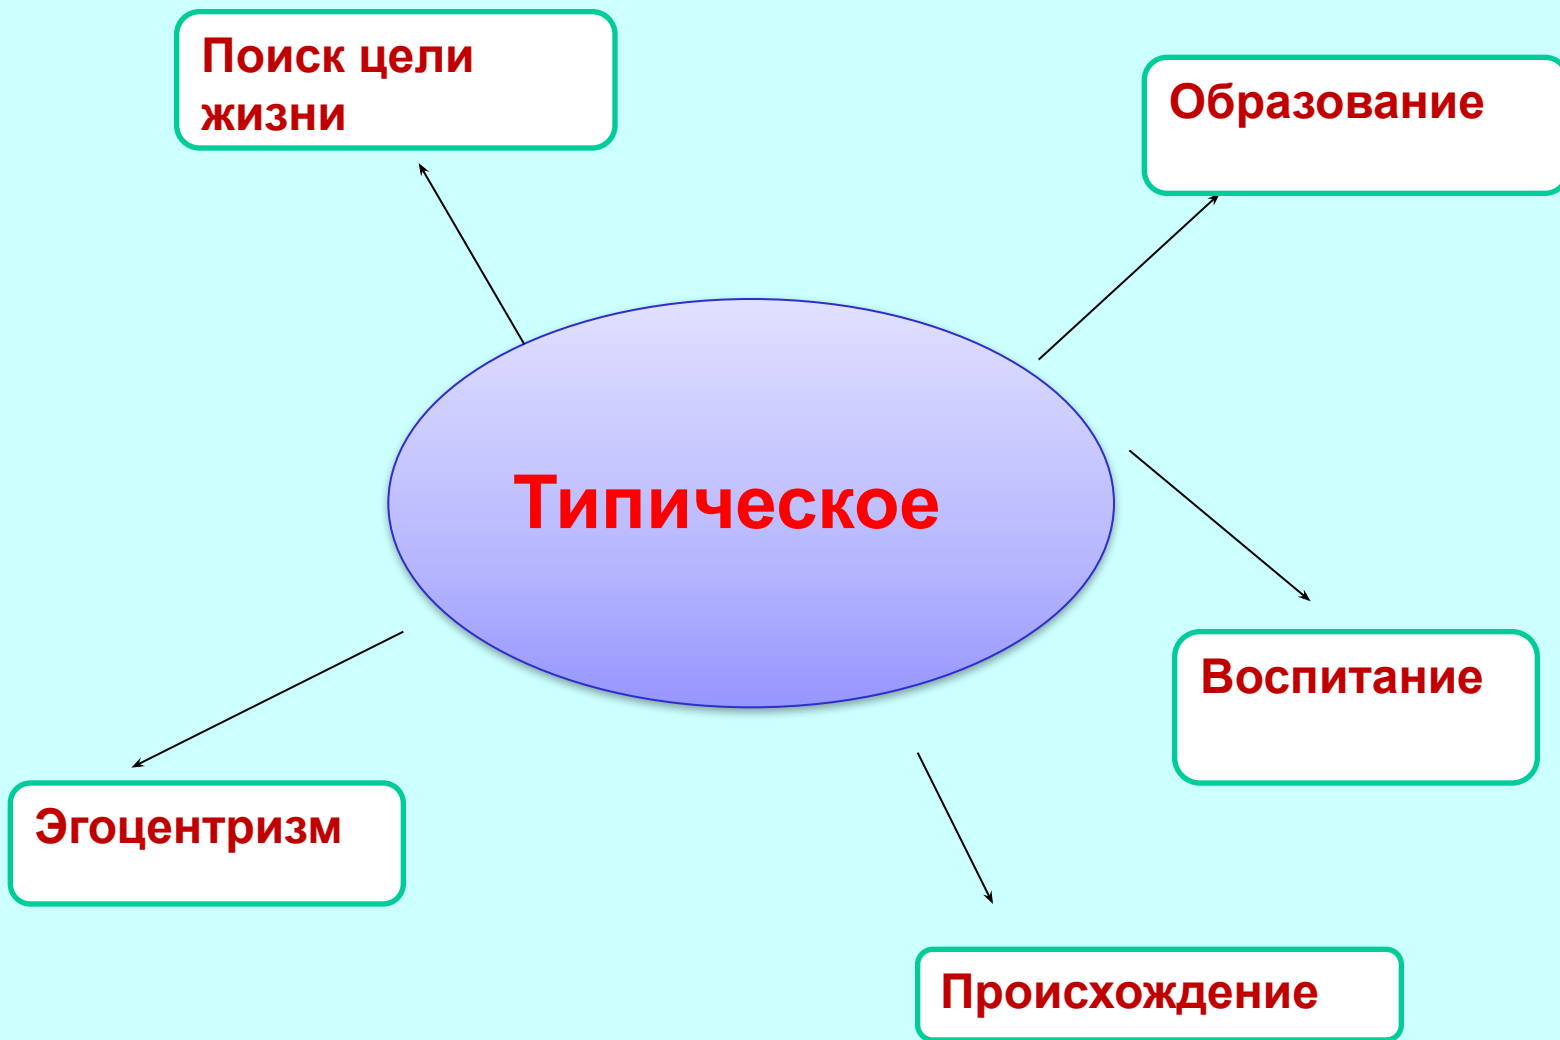 Поиск цели
жизни
Образование
Типическое
Воспитание
Эгоцентризм
Происхождение